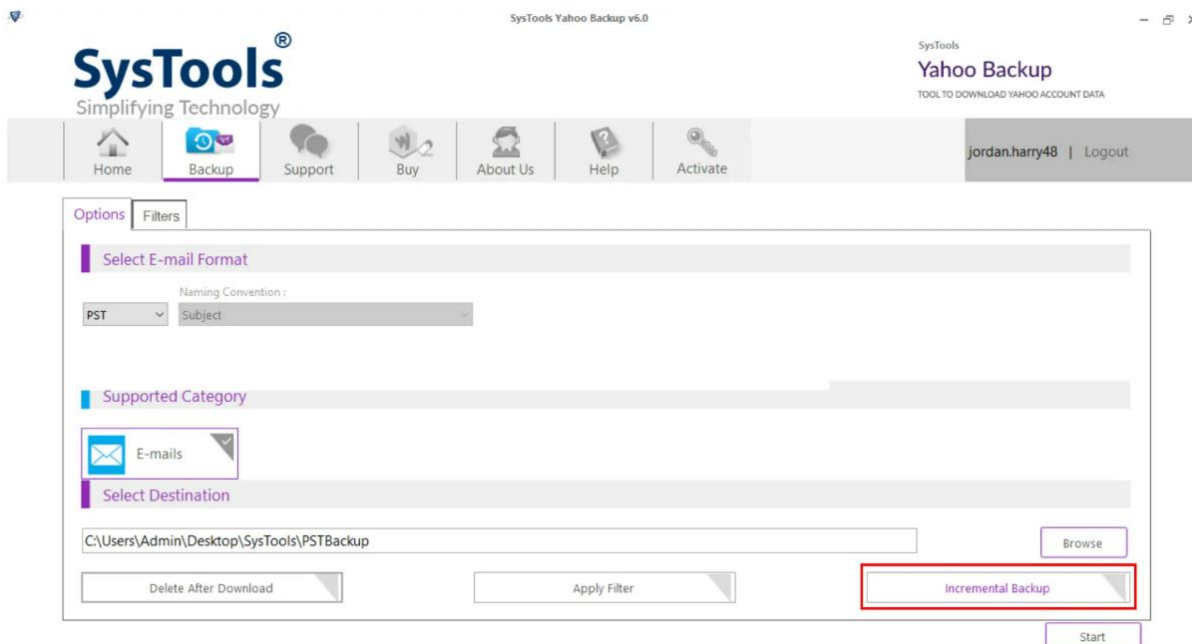 SysTools Yahoo Backup v6.0
SysTools®
Simplifying Technology
SysTools
Yahoo Backup
TOOL TO DOWNLOAD YAHOO ACCOUNT DATA
Home Backup Support Buy About Us Help Activate
jordan.harry48 | Logout
Options Filters
Select E-mail Format
Naming Convention :
PST Subject
Supported Category
E-mails
Select Destination
C:\Users\Admin\Desktop\SysTools\PSTBackup
Browse
Delete After Download Apply Filter Incremental Backup
Start